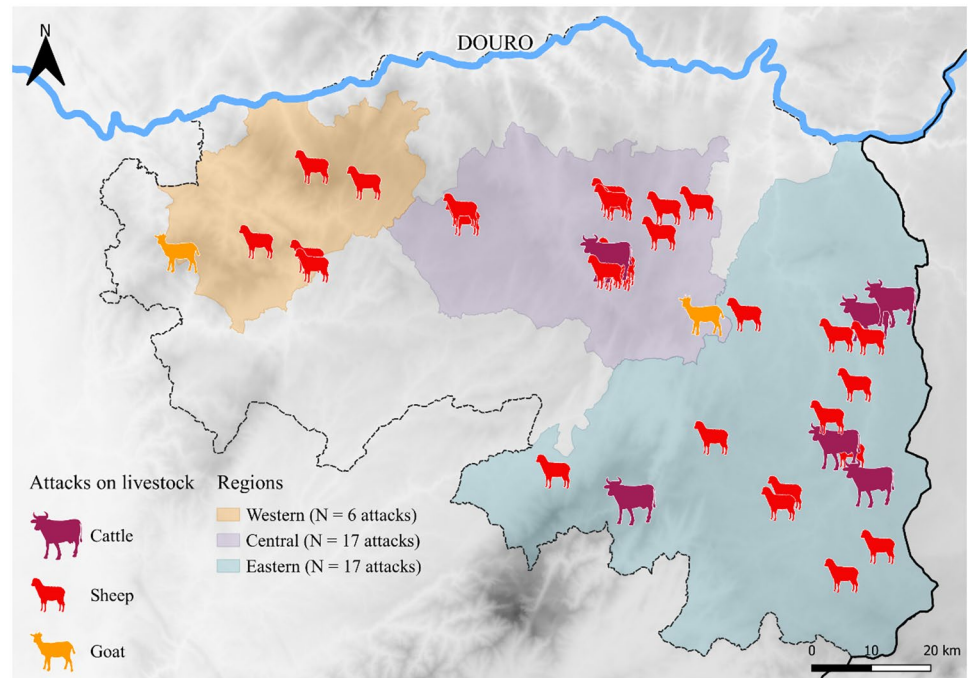 N
DOURO
Attacks on livestock
Cattle
Sheep
Goat
Regions
Western (N = 6 attacks)
Central (N = 17 attacks)
Eastern (N = 17 attacks)
0 10 20 km